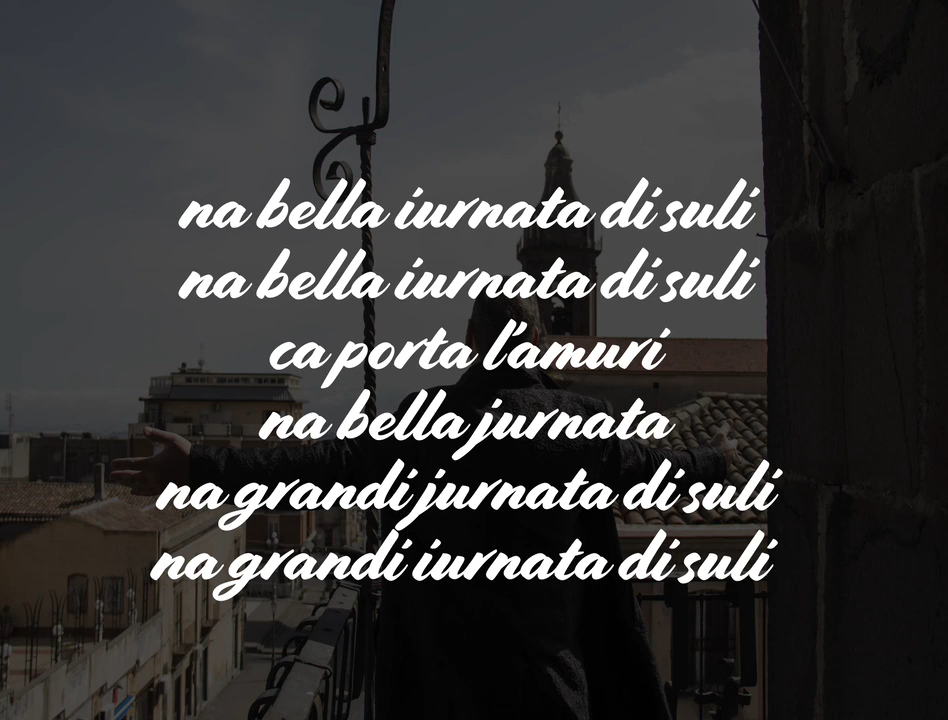 na bella iurnata di suli
na bella iurnata di suli
ca porta l'amuri
na bella jurnata
na grandi jurnata di suli
na grandi iurnata di suli